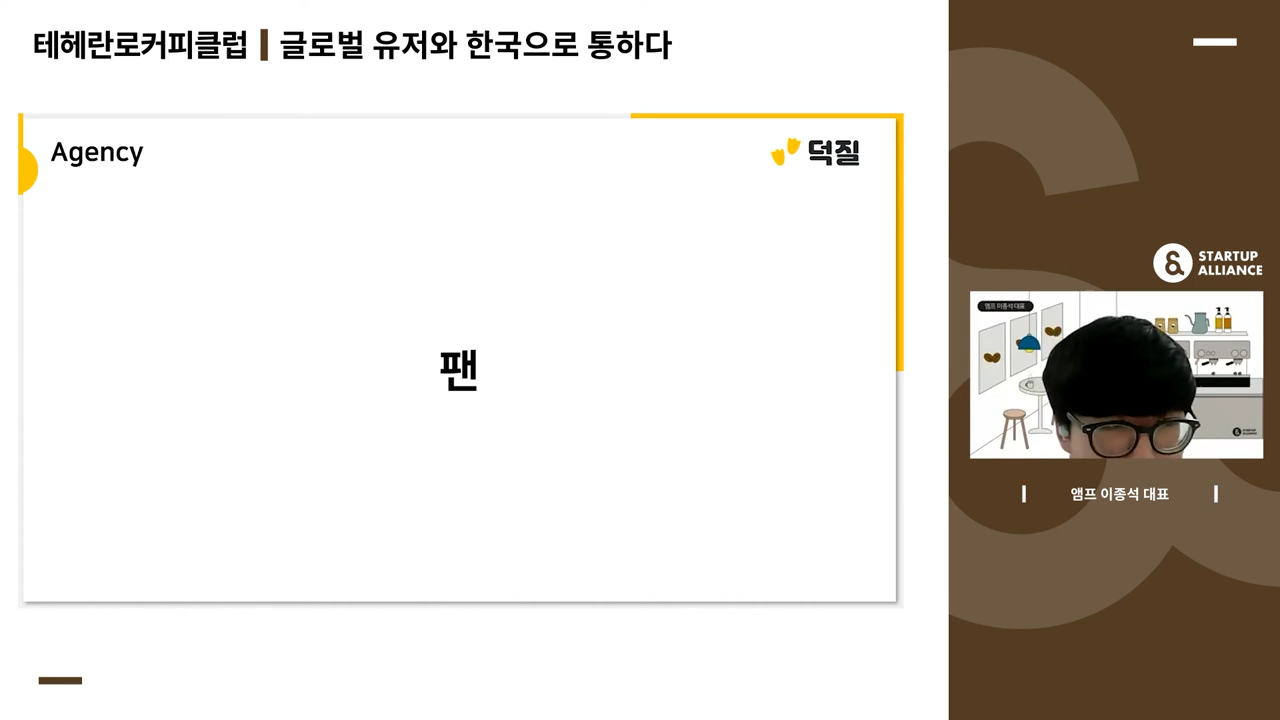 테헤란로커피클럽 | 글로벌 유저와 한국으로 통하다
Agency
덕질
팬
STARTUP
ALLIANCE
앰프 이종석 대표
앰프 이종석 대표